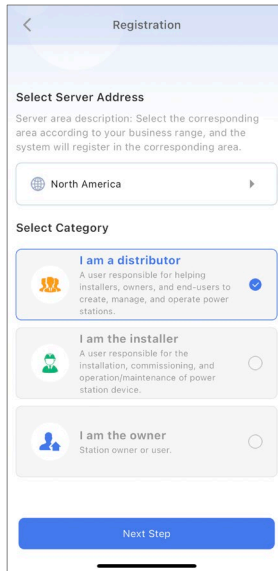 Registration
Select Server Address
Server area description: Select the corresponding
area according to your business range, and the
system will register in the corresponding area.
North America
Select Category
I am a distributor
A user responsible for helping
installers, owners, and end-users to
create, manage, and operate power
stations.
I am the installer
A user responsible for the
installation, commissioning, and
operation/maintenance of power
station device.
I am the owner
Station owner or user.
Next Step